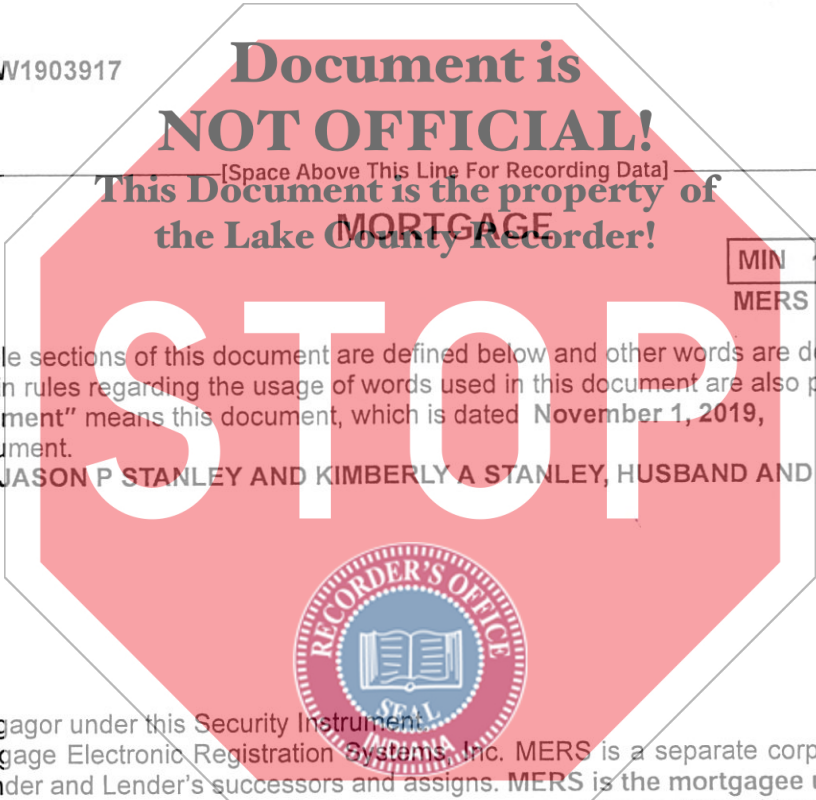 Document is
W1903917
NOT OFFICIAL!
[Space Above This Line For Recording Data]
This Document is the property of
MORTGAGE
the Lake County Recorder!
MIN
MERS
STOP
le sections of this document are defined below and other words are
in rules regarding the usage of words used in this document are also
ment” means this document, which is dated November 1, 2019,
ument.
JASON P STANLEY AND KIMBERLY A STANLEY, HUSBAND AND
RECORDER'S OFFICE
SEAL
INDIANA
gagor under this Security Instrument.
gage Electronic Registration Systems, Inc. MERS is a separate corp
nder and Lender's successors and assigns. MERS is the mortgagee